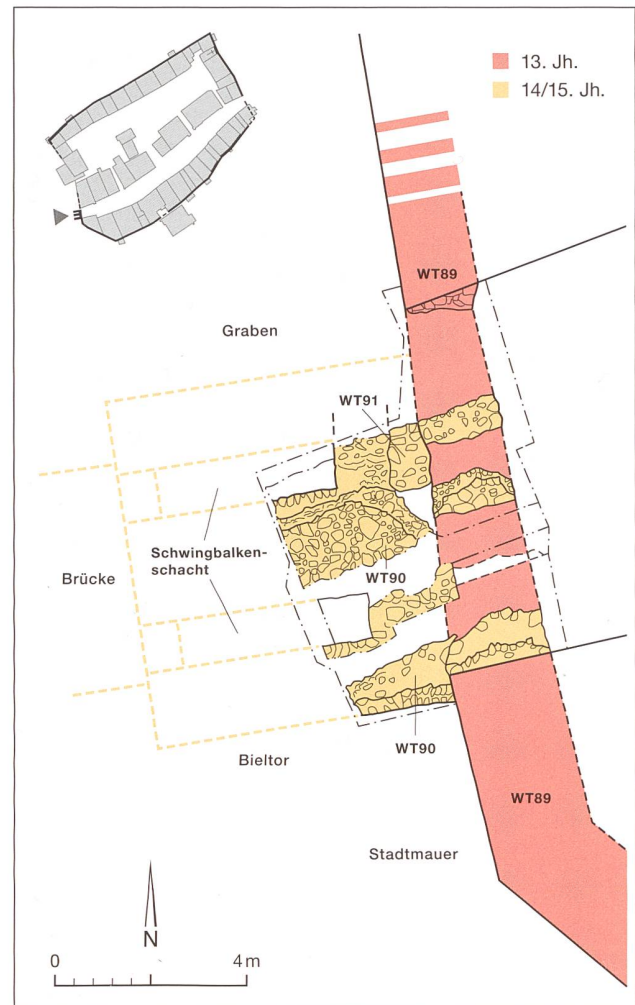 13. Jh.
14/15. Jh.
WT89
Graben
WT91
Schwingbalken-
schacht
Brücke
WT90
WT90
Bieltor
WT89
Stadtmauer
N
0
4 m